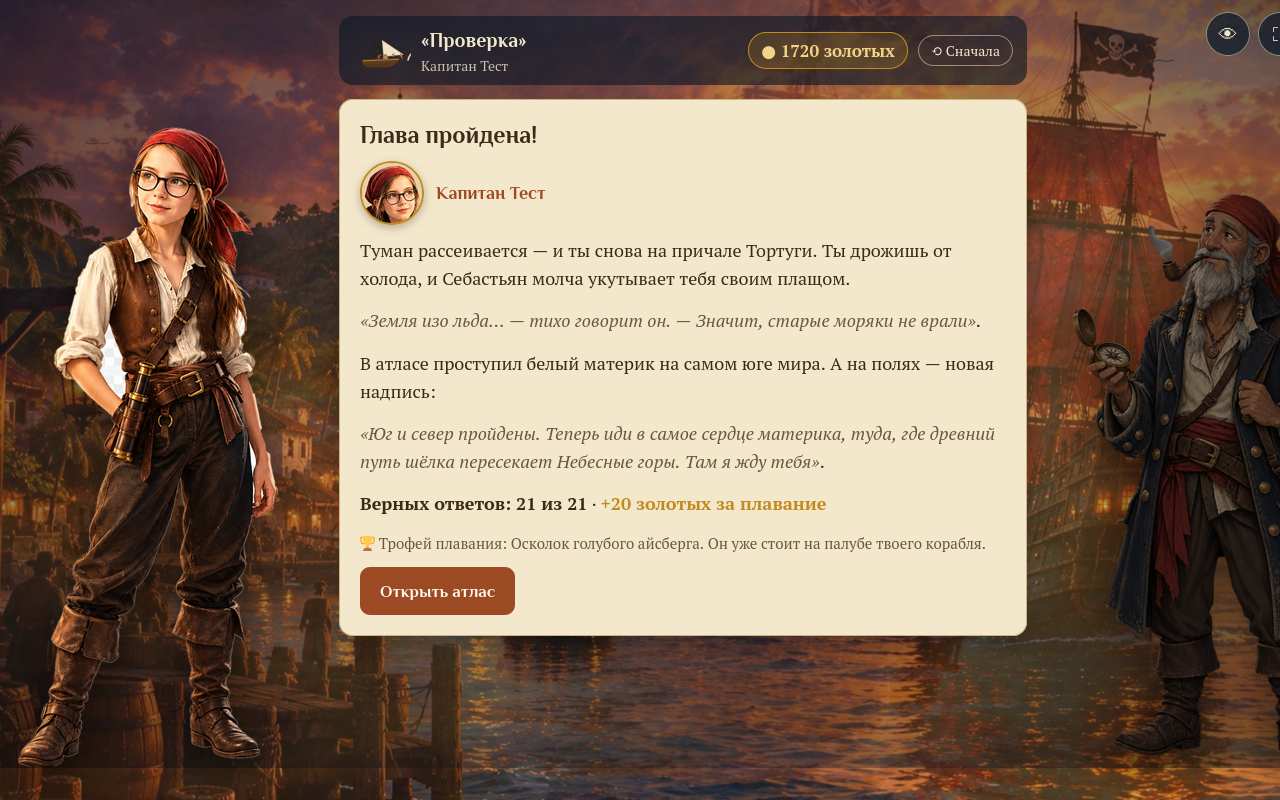 «Проверка»
Капитан Тест
1720 золотых
⟲ Сначала
Глава пройдена!
Капитан Тест
Туман рассеивается — и ты снова на причале Тортуги. Ты дрожишь от
холода, и Себастьян молча укутывает тебя своим плащом.
«Земля изо льда… — тихо говорит он. — Значит, старые моряки не врали».
В атласе проступил белый материк на самом юге мира. А на полях — новая
надпись:
«Юг и север пройдены. Теперь иди в самое сердце материка, туда, где древний
путь шёлка пересекает Небесные горы. Там я жду тебя».
Верных ответов: 21 из 21 · +20 золотых за плавание
🏆 Трофей плавания: Осколок голубого айсберга. Он уже стоит на палубе твоего корабля.
Открыть атлас